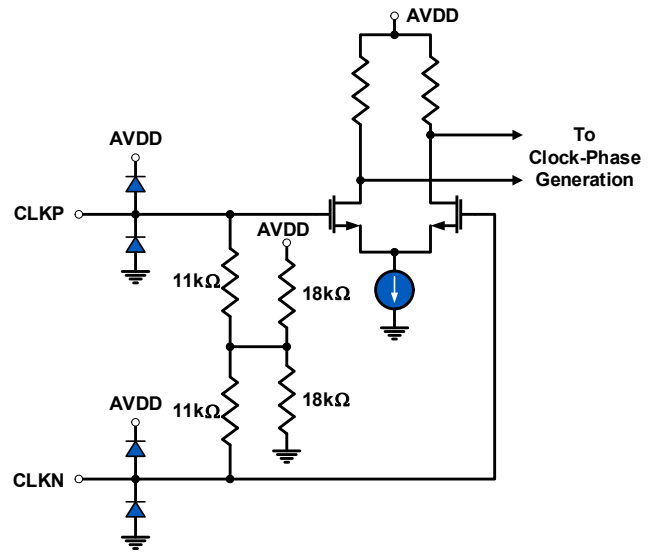 AVDD
AVDD
To
Clock-Phase
Generation
CLKP
AVDD
11kΩ
18kΩ
11kΩ
18kΩ
AVDD
CLKN